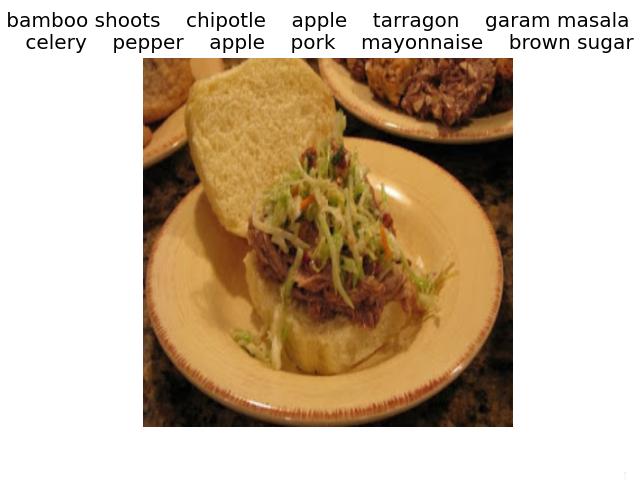 bamboo shoots chipotle apple tarragon garam masala
celery pepper apple pork mayonnaise brown sugar